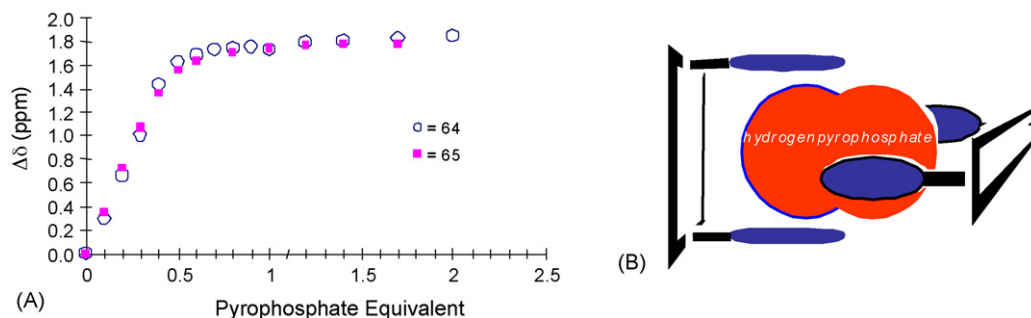 2.0
1.8
1.6
1.4
1.2
1.0
0.8
0.6
0.4
0.2
0.0
Δδ (ppm)
= 64
= 65
0 0.5 1 1.5 2 2.5
Pyrophosphate Equivalent
(A)
hydrogenpyrophosphate
(B)